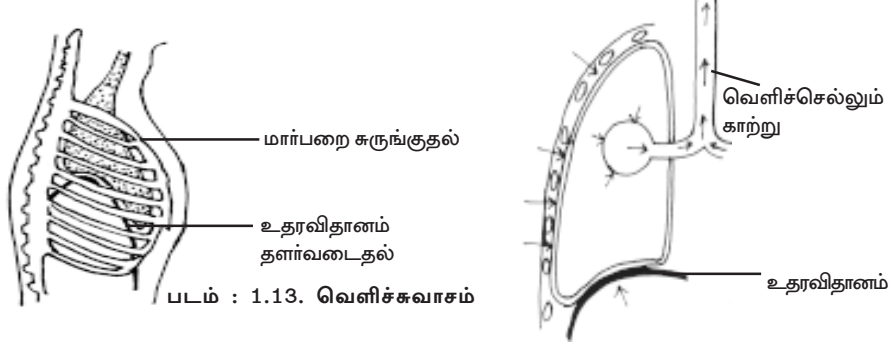 மார்பறை சுருங்குதல்
உதரவிதானம்
தளர்வடைதல்
படம் : 1.13. வெளிச்சுவாசம்
வெளிச்செல்லும்
காற்று
உதரவிதானம்